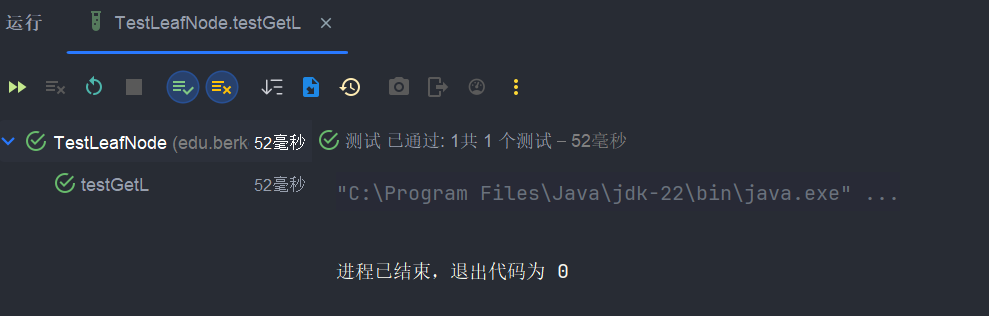 运行 TestLeafNode.testGetL
TestLeafNode (edu.berk 52毫秒
testGetL 52毫秒
测试 已通过: 1共 1 个测试 – 52毫秒
"C:\Program Files\Java\jdk-22\bin\java.exe" ...
进程已结束，退出代码为 0